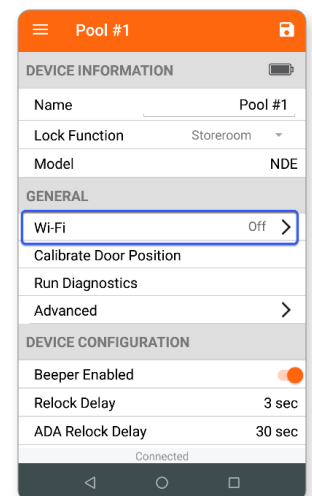 Pool #1
DEVICE INFORMATION
Name Pool #1
Lock Function Storeroom
Model NDE
GENERAL
Wi-Fi Off
Calibrate Door Position
Run Diagnostics
Advanced
DEVICE CONFIGURATION
Beeper Enabled
Relock Delay 3 sec
ADA Relock Delay 30 sec
Connected